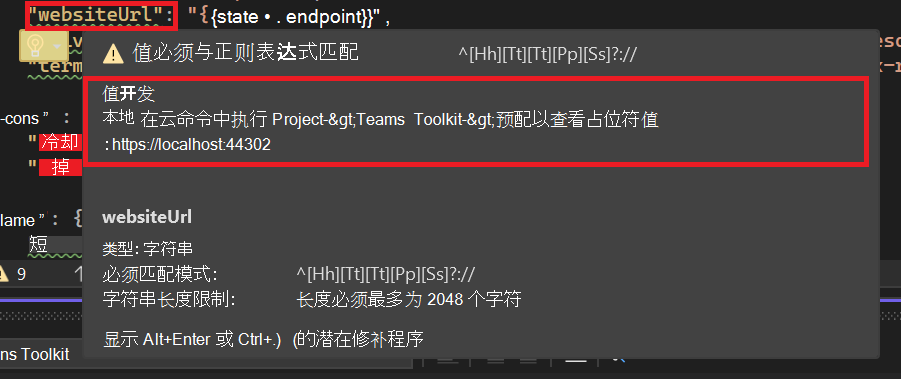 "websiteUrl": "{{state • . endpoint}}" ,
值必须与正则表达式匹配 ^[Hh][Tt][Tt][Pp][Ss]?://
"term
值开发
本地 在云命令中执行 Project-&gt;Teams Toolkit-&gt;预配以查看占位符值
: https://localhost:44302
-cons" :
"冷却
" 掉
websiteUrl
lame" : {
类型: 字符串
短
必须匹配模式: ^[Hh][Tt][Tt][Pp][Ss]?://
9
字符串长度限制: 长度必须最多为 2048 个字符
显示 Alt+Enter 或 Ctrl+.) (的潜在修补程序
ns Toolkit